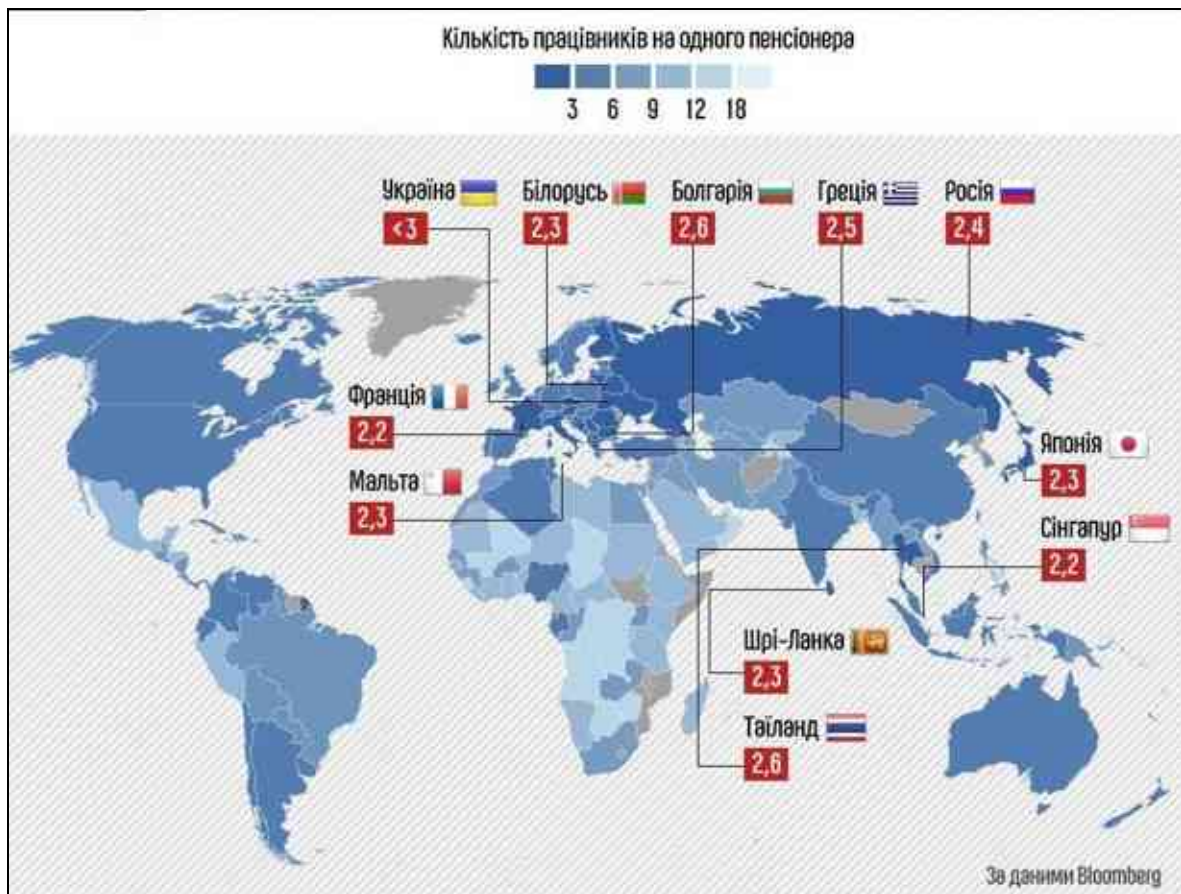 Кількість працівників на одного пенсіонера
3 6 9 12 18
Україна Білорусь Болгарія Греція Росія
<3 2,3 2,6 2,5 2,4
Франція
2,2
Японія
2,3
Мальта
2,3
Сінгапур
2,2
Шрі-Ланка
2,3
Таїланд
2,6
За даними Bloomberg